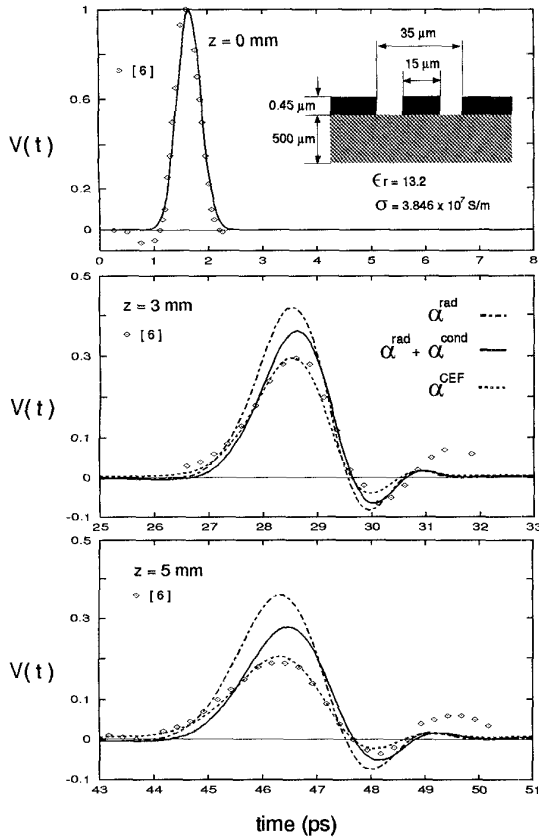 z = 0 mm
◇ [ 6 ]
V(t)
1
0.8
0.6
0.4
0.2
0
0 1 2 3 4 5 6 7 8
35 μm
15 μm
0.45 μm
500 μm
ϵ r = 13.2
σ = 3.846 x 10⁷ S/m
z = 3 mm
◇ [ 6 ]
V(t)
0.5
0.3
0.1
0
-0.1
25 26 27 28 29 30 31 32 33
α rad
α rad + α cond
α CEF
z = 5 mm
◇ [ 6 ]
V(t)
0.5
0.3
0.1
0
-0.1
43 44 45 46 47 48 49 50 51
time (ps)